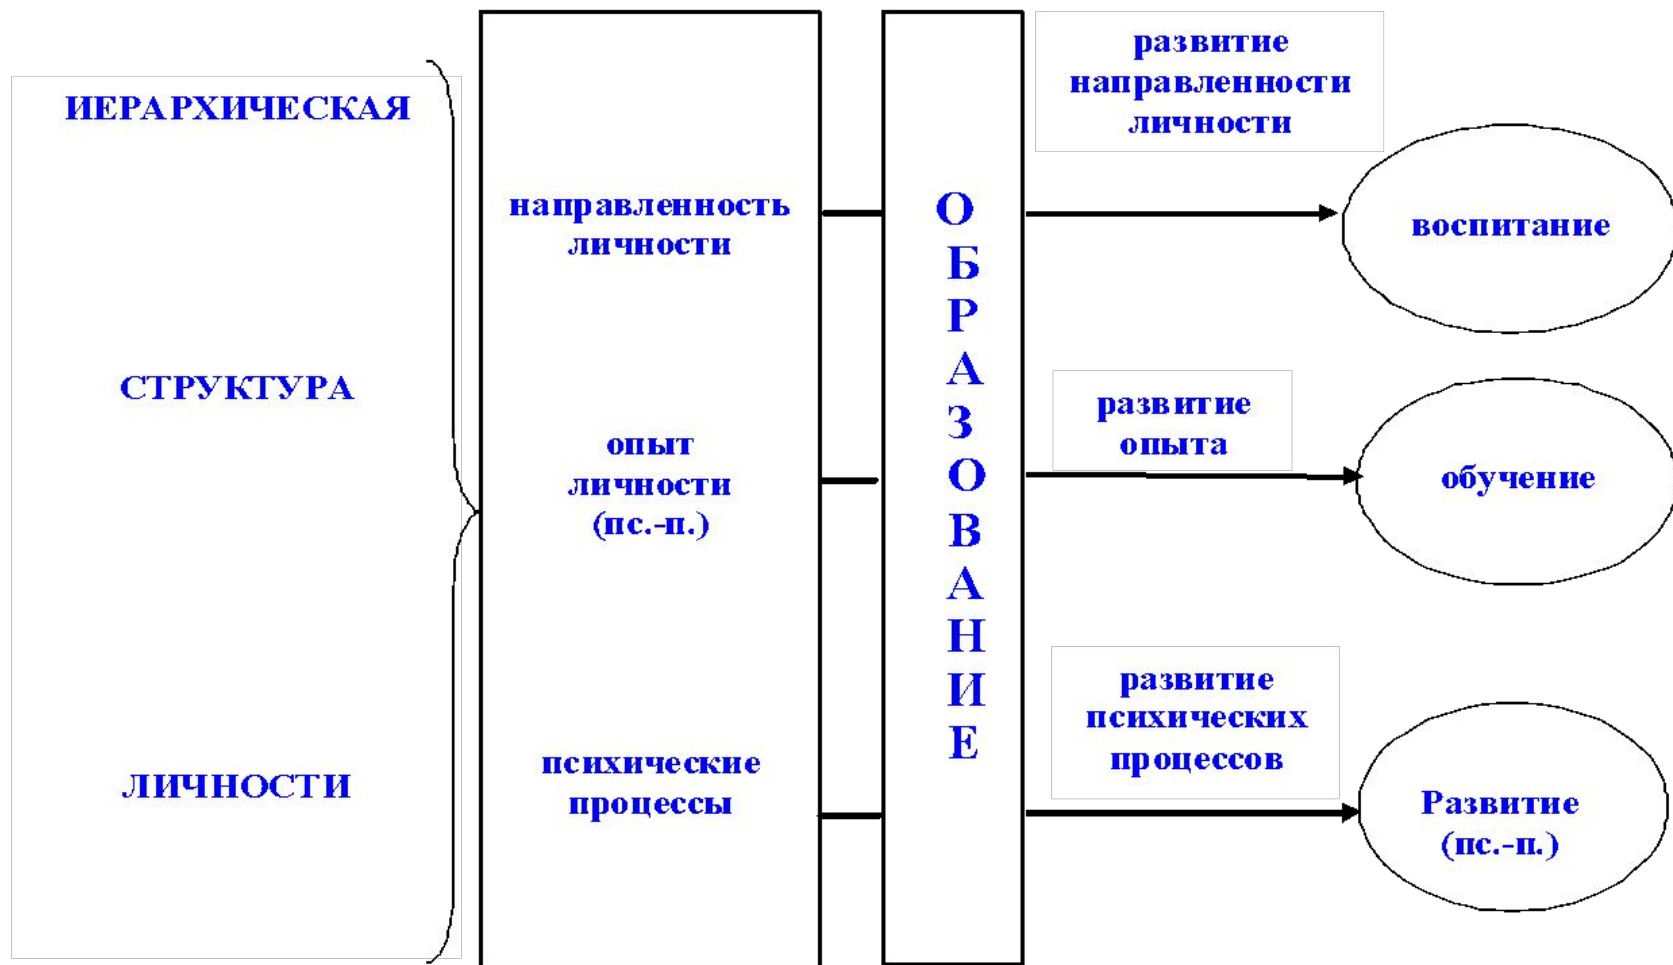 ИЕРАРХИЧЕСКАЯ
СТРУКТУРА
ЛИЧНОСТИ
направленность
личности
опыт
личности
(пс.-п.)
психические
процессы
О
Б
Р
А
З
О
В
А
Н
И
Е
развитие
направленности
личности
воспитание
развитие
опыта
обучение
развитие
психических
процессов
Развитие
(пс.-п.)